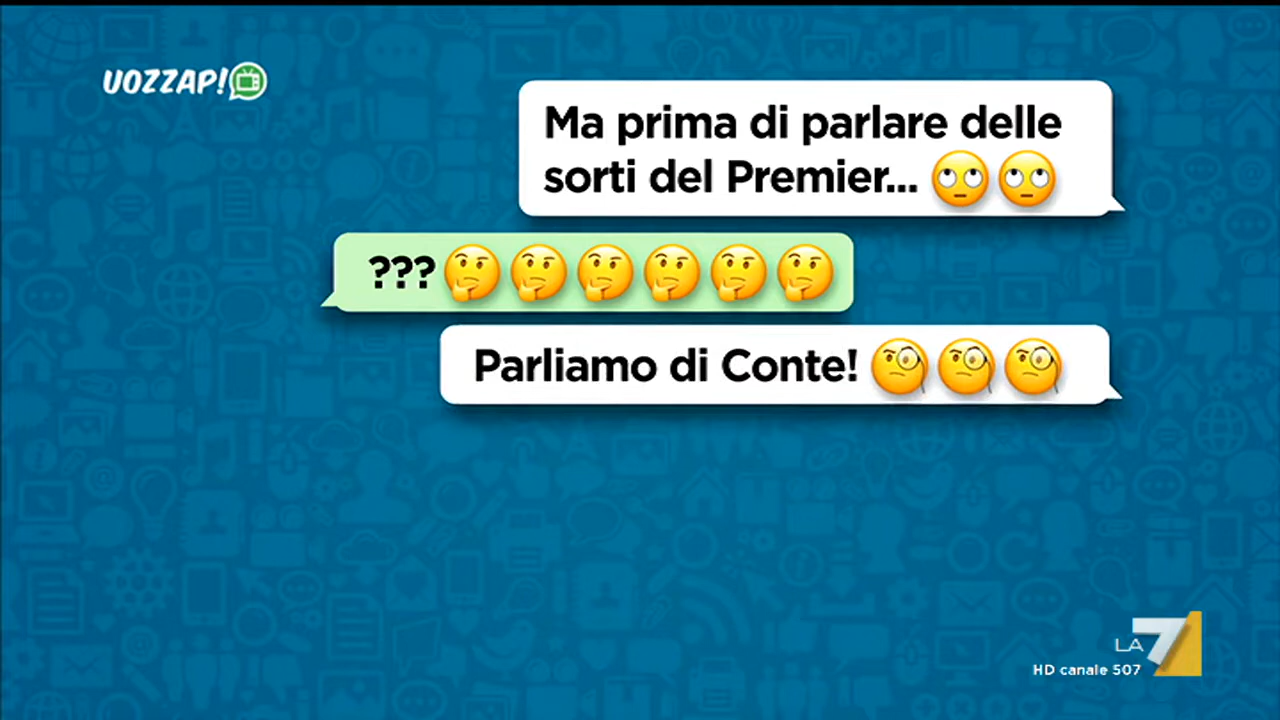 UOZZAP!
Ma prima di parlare delle
sorti del Premier... 🙄🙄
???🤔🤔🤔🤔🤔🤔
Parliamo di Conte! 🧐🧐🧐
LA7
HD canale 507